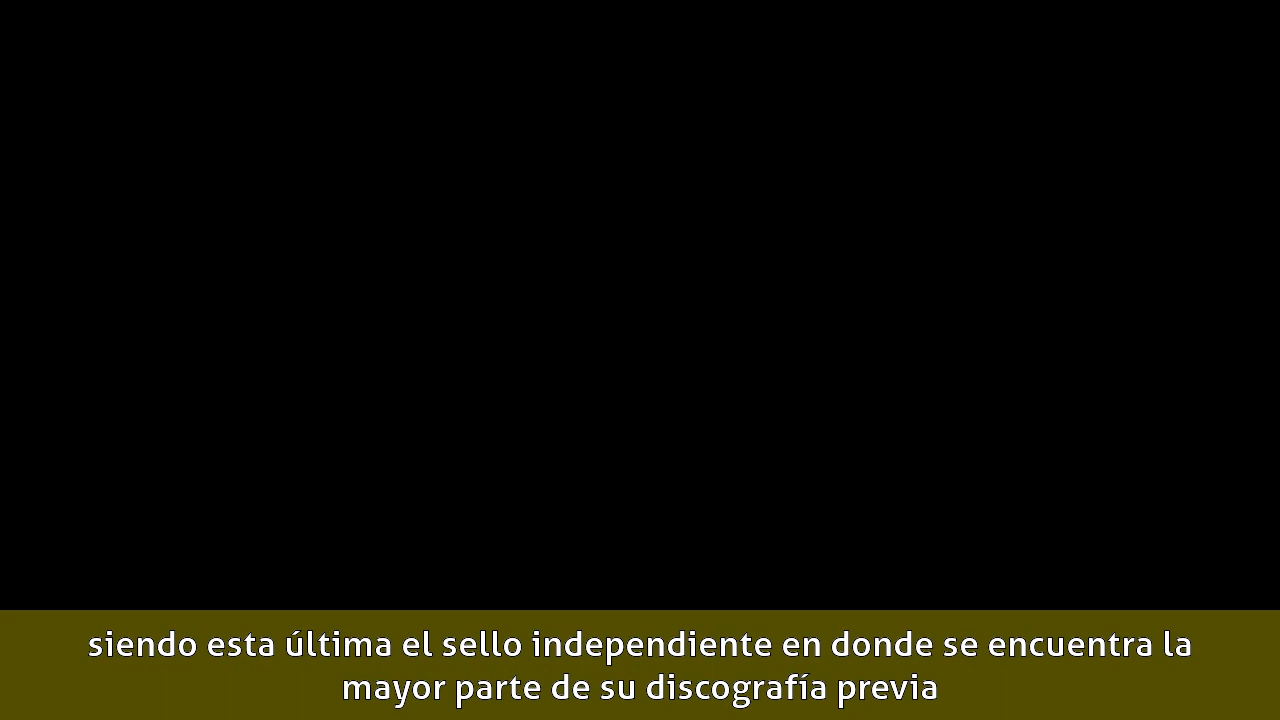 siendo esta última el sello independiente en donde se encuentra la
mayor parte de su discografía previa